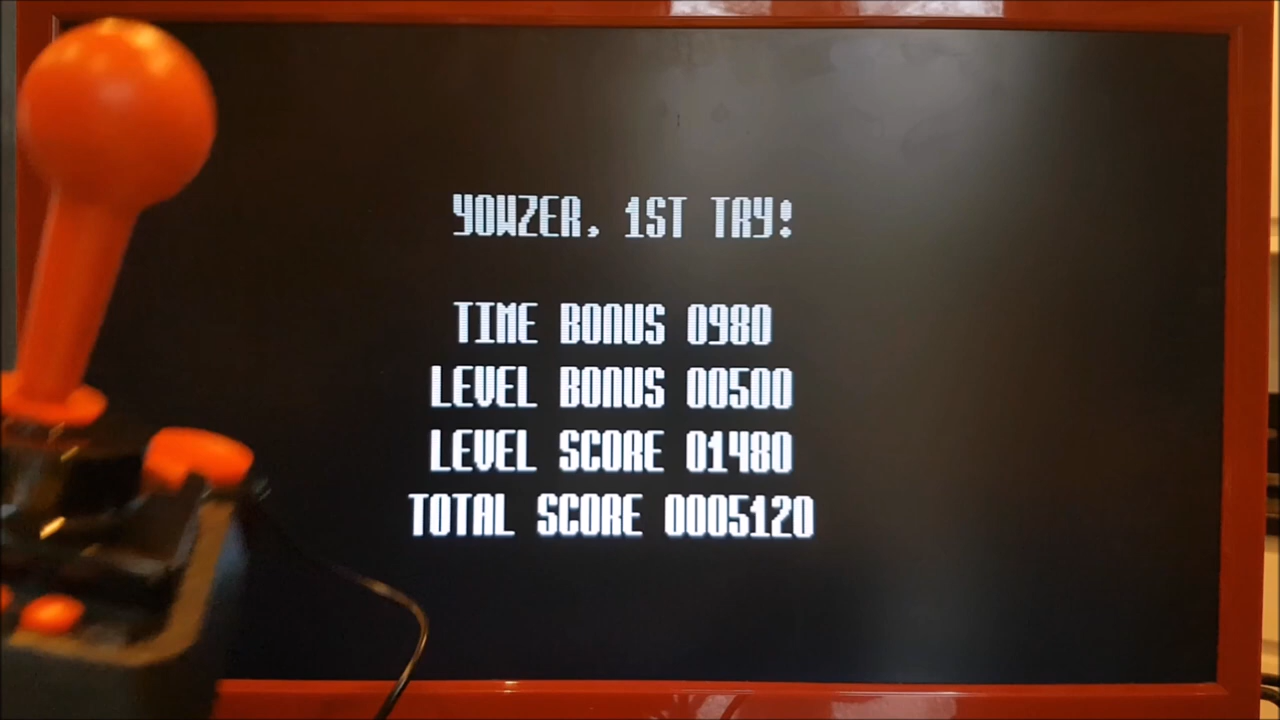 YOWZER, 1ST TRY!
TIME BONUS 0980
LEVEL BONUS 00500
LEVEL SCORE 01480
TOTAL SCORE 0005120